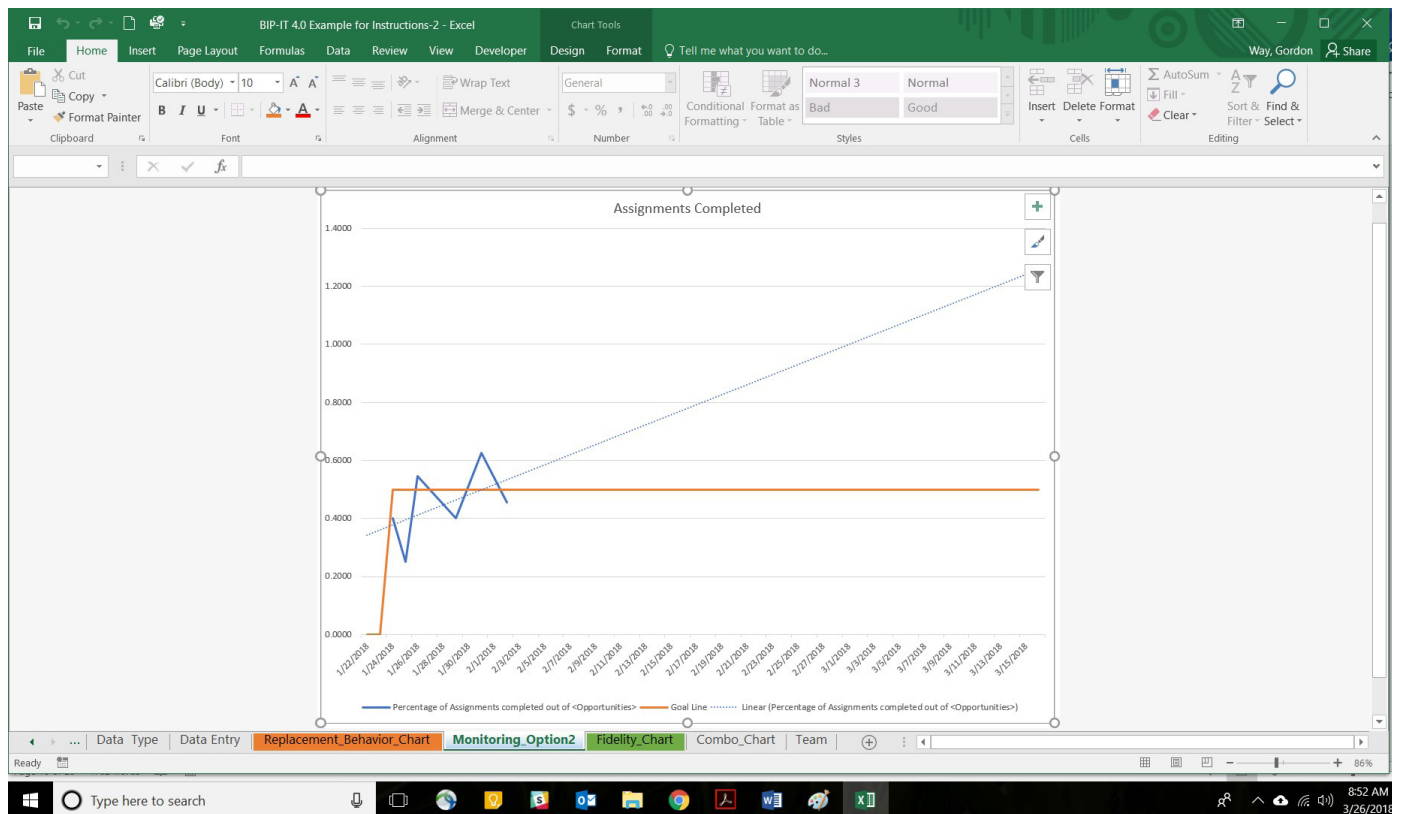 BIP-IT 4.0 Example for Instructions-2 - Excel
Chart Tools
File Home Insert Page Layout Formulas Data Review View Developer Design Format Tell me what you want to do...
Way, Gordon Share
Cut
Copy
Format Painter
Paste
Clipboard
Calibri (Body) 10 A A
B I U A
Font
Wrap Text
Merge & Center
Alignment
General
$ % , .0 .00 .00 .0
Number
Conditional Formatting
Format as Table
Normal 3 Normal
Bad Good
Styles
Insert Delete Format
Cells
Σ AutoSum
Fill
Clear
Sort & Filter
Find & Select
Editing
fx
Assignments Completed
1.4000
1.2000
1.0000
0.8000
0.6000
0.4000
0.2000
0.0000
1/22/2018 1/24/2018 1/26/2018 1/28/2018 1/30/2018 2/1/2018 2/3/2018 2/5/2018 2/7/2018 2/9/2018 2/11/2018 2/13/2018 2/15/2018 2/17/2018 2/19/2018 2/21/2018 2/23/2018 2/25/2018 2/27/2018 3/1/2018 3/3/2018 3/5/2018 3/7/2018 3/9/2018 3/11/2018 3/13/2018 3/15/2018
Percentage of Assignments completed out of <Opportunities> Goal Line Linear (Percentage of Assignments completed out of <Opportunities>)
... Data Type Data Entry Replacement_Behavior_Chart Monitoring_Option2 Fidelity_Chart Combo_Chart Team
Ready
86%
Type here to search
8:52 AM
3/26/2018